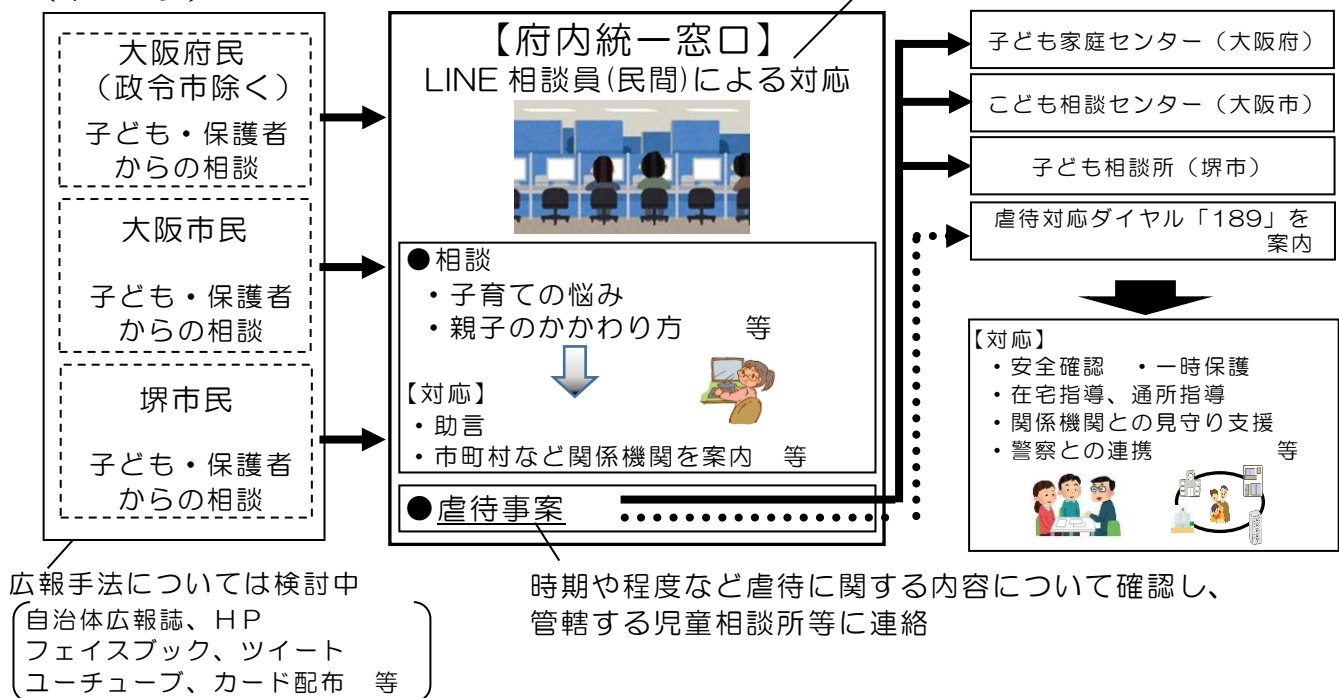 大阪府民
（政令市除く）
子ども・保護者
からの相談
大阪市民
子ども・保護者
からの相談
堺市民
子ども・保護者
からの相談
広報手法については検討中
自治体広報誌、ＨＰ
フェイスブック、ツイート
ユーチューブ、カード配布　等
【府内統一窓口】
LINE 相談員(民間)による対応
●相談
・子育ての悩み
・親子のかかわり方　　等
【対応】
・助言
・市町村など関係機関を案内　等
●虐待事案
時期や程度など虐待に関する内容について確認し、
管轄する児童相談所等に連絡
子ども家庭センター（大阪府）
こども相談センター（大阪市）
子ども相談所（堺市）
虐待対応ダイヤル「189」を
案内
【対応】
・安全確認　・一時保護
・在宅指導、通所指導
・関係機関との見守り支援
・警察との連携　　　　　等